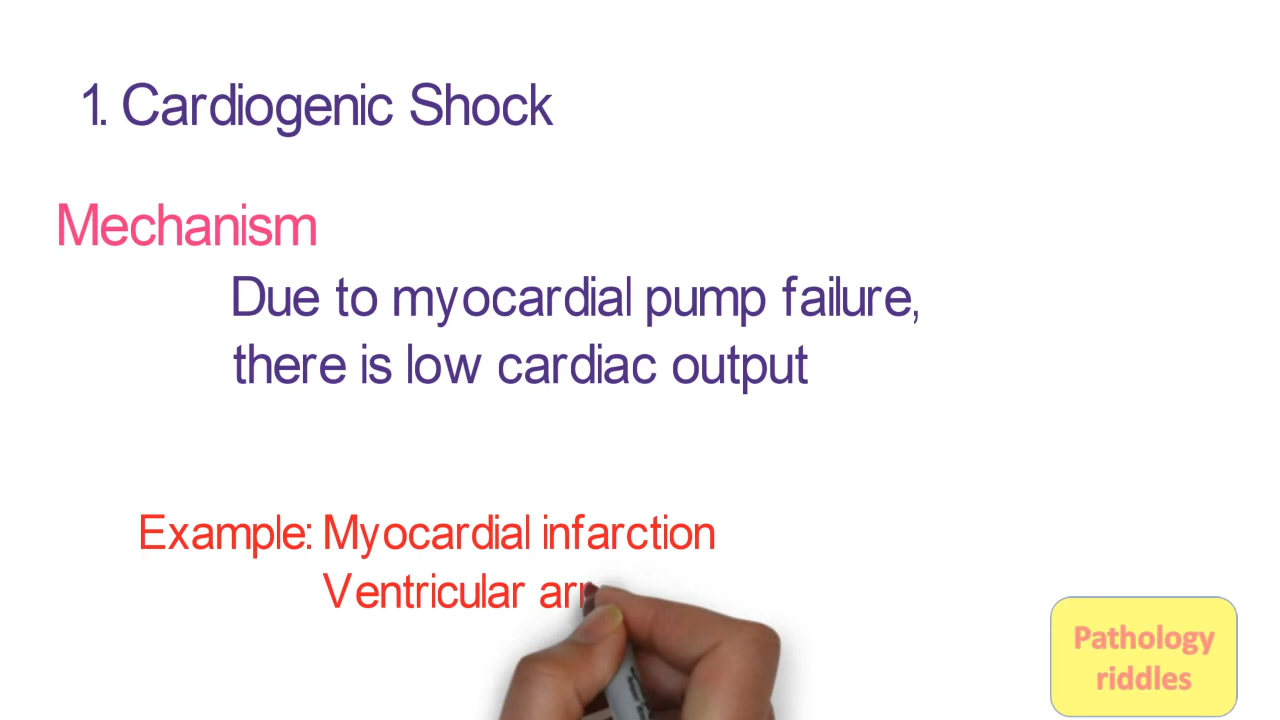 1. Cardiogenic Shock
Mechanism
Due to myocardial pump failure,
there is low cardiac output
Example: Myocardial infarction
Ventricular
Pathology
riddles